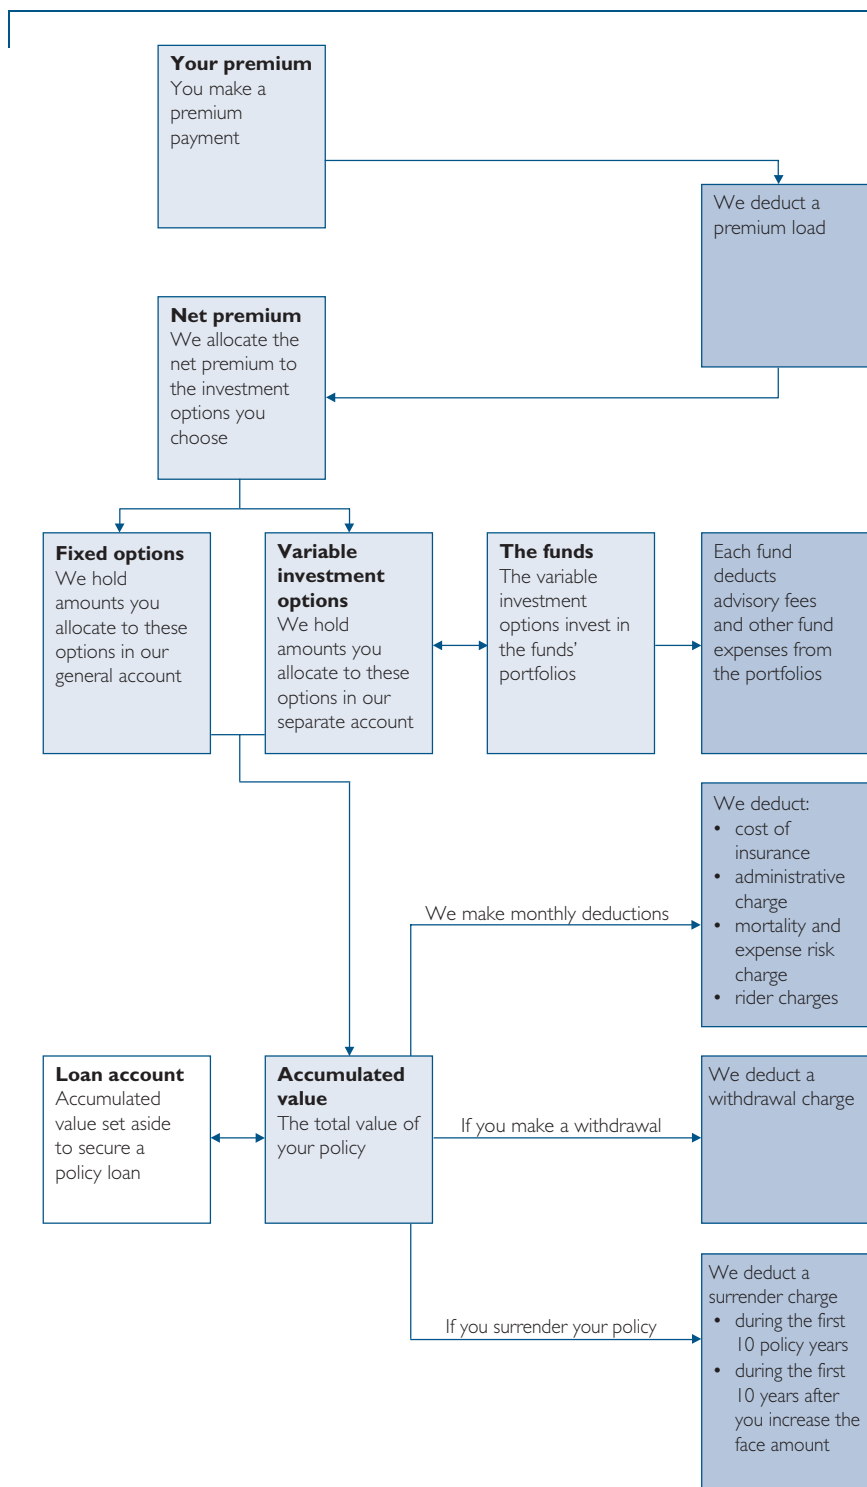 Your premium
You make a
premium
payment
We deduct a
premium load
Net premium
We allocate the
net premium to
the investment
options you
choose
Fixed options
We hold
amounts you
allocate to these
options in our
general account
Variable
investment
options
We hold
amounts you
allocate to these
options in our
separate account
The funds
The variable
investment
options invest in
the funds'
portfolios
Each fund
deducts
advisory fees
and other fund
expenses from
the portfolios
We make monthly deductions
We deduct:
• cost of
insurance
• administrative
charge
• mortality and
expense risk
charge
• rider charges
Loan account
Accumulated
value set aside
to secure a
policy loan
Accumulated
value
The total value of
your policy
If you make a withdrawal
We deduct a
withdrawal charge
If you surrender your policy
We deduct a
surrender charge
• during the first
10 policy years
• during the first
10 years after
you increase the
face amount